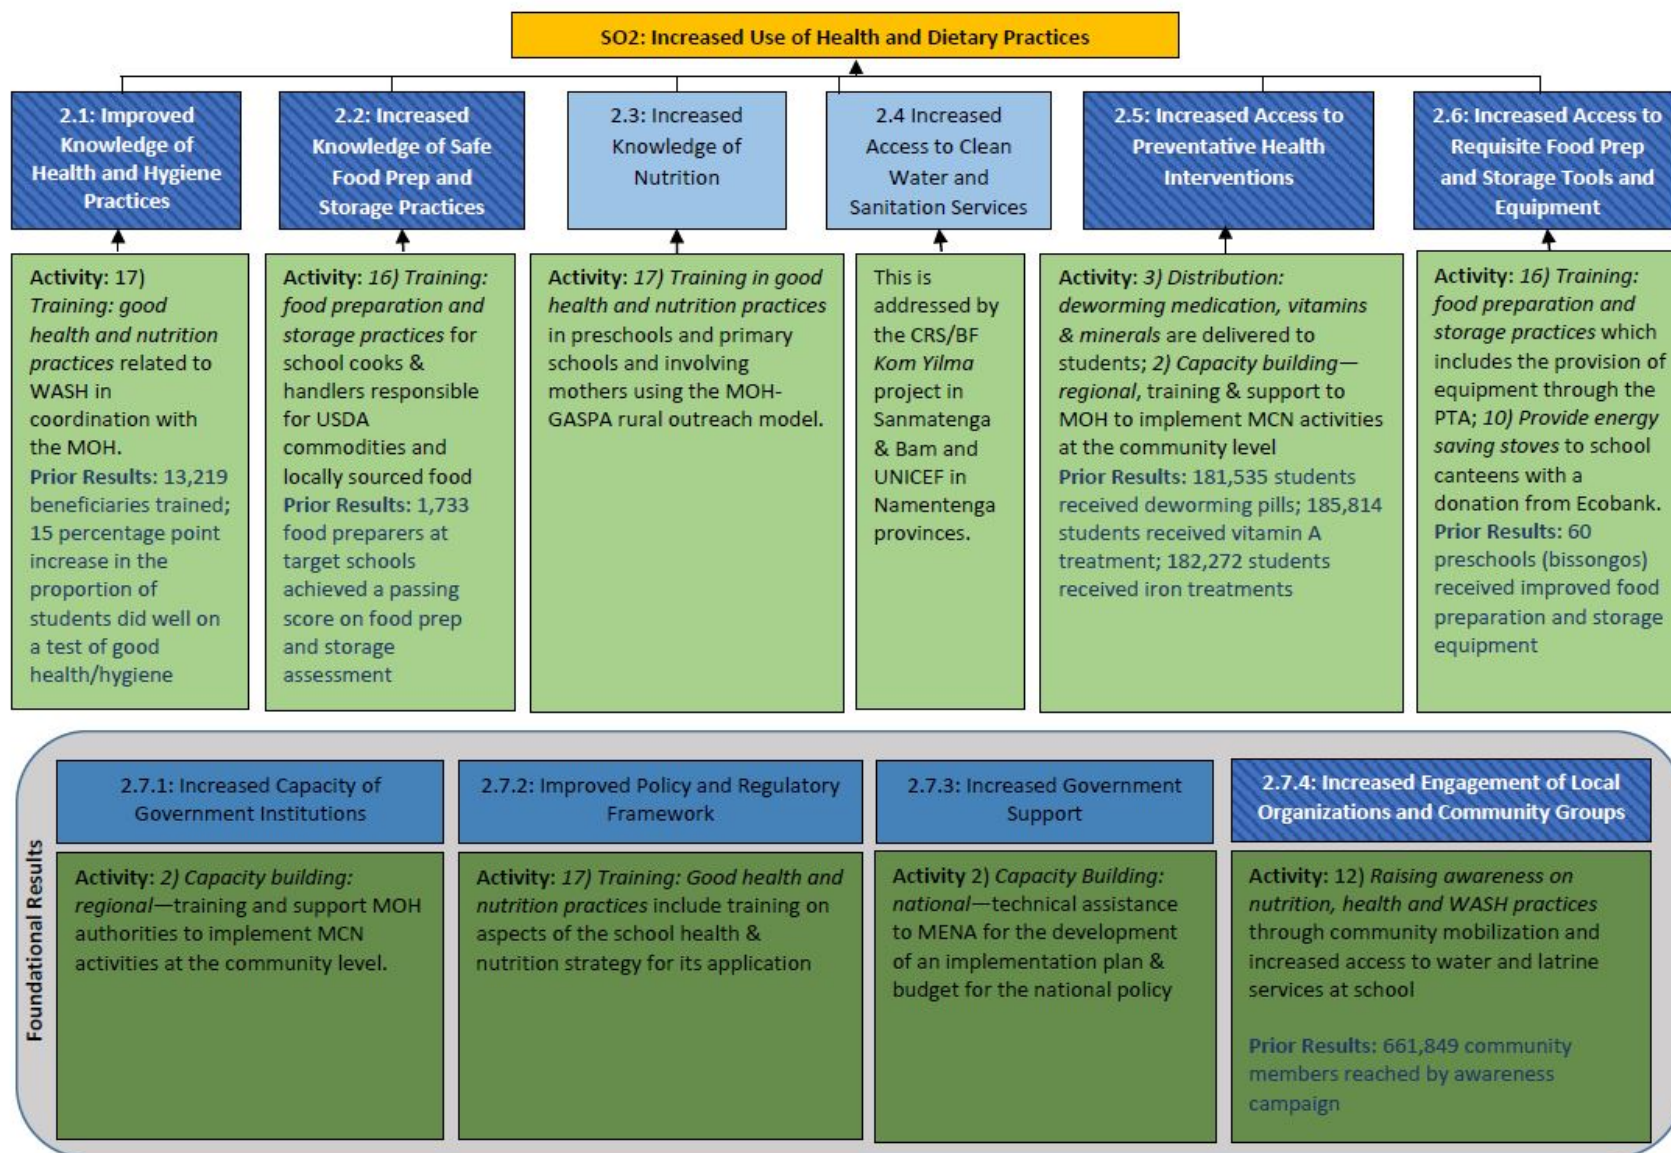 SO2: Increased Use of Health and Dietary Practices
2.1: Improved
Knowledge of
Health and Hygiene
Practices
2.2: Increased
Knowledge of Safe
Food Prep and
Storage Practices
2.3: Increased
Knowledge of
Nutrition
2.4 Increased
Access to Clean
Water and
Sanitation Services
2.5: Increased Access to
Preventative Health
Interventions
2.6: Increased Access to
Requisite Food Prep
and Storage Tools and
Equipment
Activity: 17)
Training: good
health and nutrition
practices related to
WASH in
coordination with
the MOH.
Prior Results: 13,219
beneficiaries trained;
15 percentage point
increase in the
proportion of
students did well on
a test of good
health/hygiene
Activity: 16) Training:
food preparation and
storage practices for
school cooks &
handlers responsible
for USDA
commodities and
locally sourced food
Prior Results: 1,733
food preparers at
target schools
achieved a passing
score on food prep
and storage
assessment
Activity: 17) Training in good
health and nutrition practices
in preschools and primary
schools and involving
mothers using the MOH-
GASPA rural outreach model.
This is
addressed by
the CRS/BF
Kom Yilma
project in
Sanmatenga
& Bam and
UNICEF in
Namentenga
provinces.
Activity: 3) Distribution:
deworming medication, vitamins
& minerals are delivered to
students; 2) Capacity building—
regional, training & support to
MOH to implement MCN activities
at the community level
Prior Results: 181,535 students
received deworming pills; 185,814
students received vitamin A
treatment; 182,272 students
received iron treatments
Activity: 16) Training:
food preparation and
storage practices which
includes the provision of
equipment through the
PTA; 10) Provide energy
saving stoves to school
canteens with a
donation from Ecobank.
Prior Results: 60
preschools (bissongos)
received improved food
preparation and storage
equipment
Foundational Results
2.7.1: Increased Capacity of
Government Institutions
2.7.2: Improved Policy and Regulatory
Framework
2.7.3: Increased Government
Support
2.7.4: Increased Engagement of Local
Organizations and Community Groups
Activity: 2) Capacity building:
regional—training and support MOH
authorities to implement MCN
activities at the community level.
Activity: 17) Training: Good health and
nutrition practices include training on
aspects of the school health &
nutrition strategy for its application
Activity 2) Capacity Building:
national—technical assistance
to MENA for the development
of an implementation plan &
budget for the national policy
Activity: 12) Raising awareness on
nutrition, health and WASH practices
through community mobilization and
increased access to water and latrine
services at school
Prior Results: 661,849 community
members reached by awareness
campaign